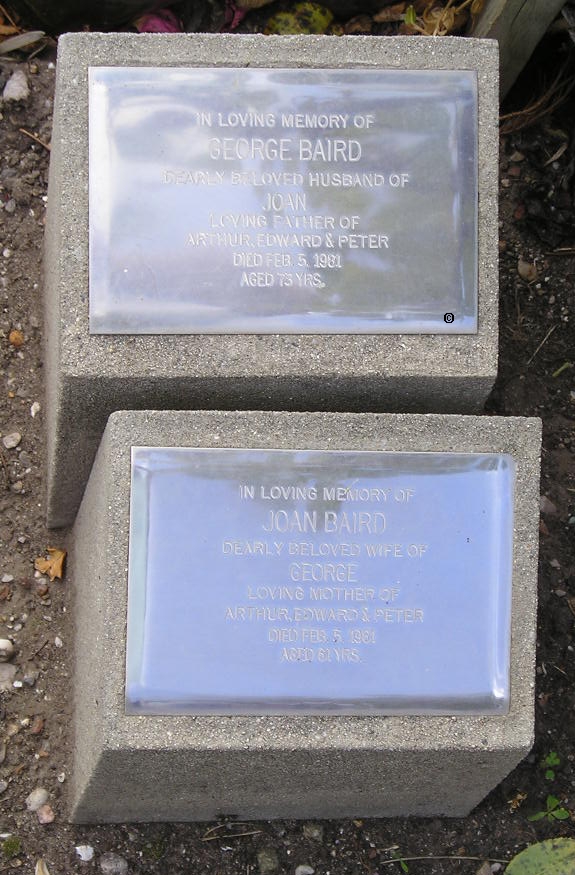 IN LOVING MEMORY OF
GEORGE BAIRD
DEARLY BELOVED HUSBAND OF
JOAN
LOVING FATHER OF
ARTHUR, EDWARD & PETER
DIED FEB. 5. 1981
AGED 73 YRS.
©
IN LOVING MEMORY OF
JOAN BAIRD
DEARLY BELOVED WIFE OF
GEORGE
LOVING MOTHER OF
ARTHUR, EDWARD & PETER
DIED FEB. 5. 1981
AGED 61 YRS.